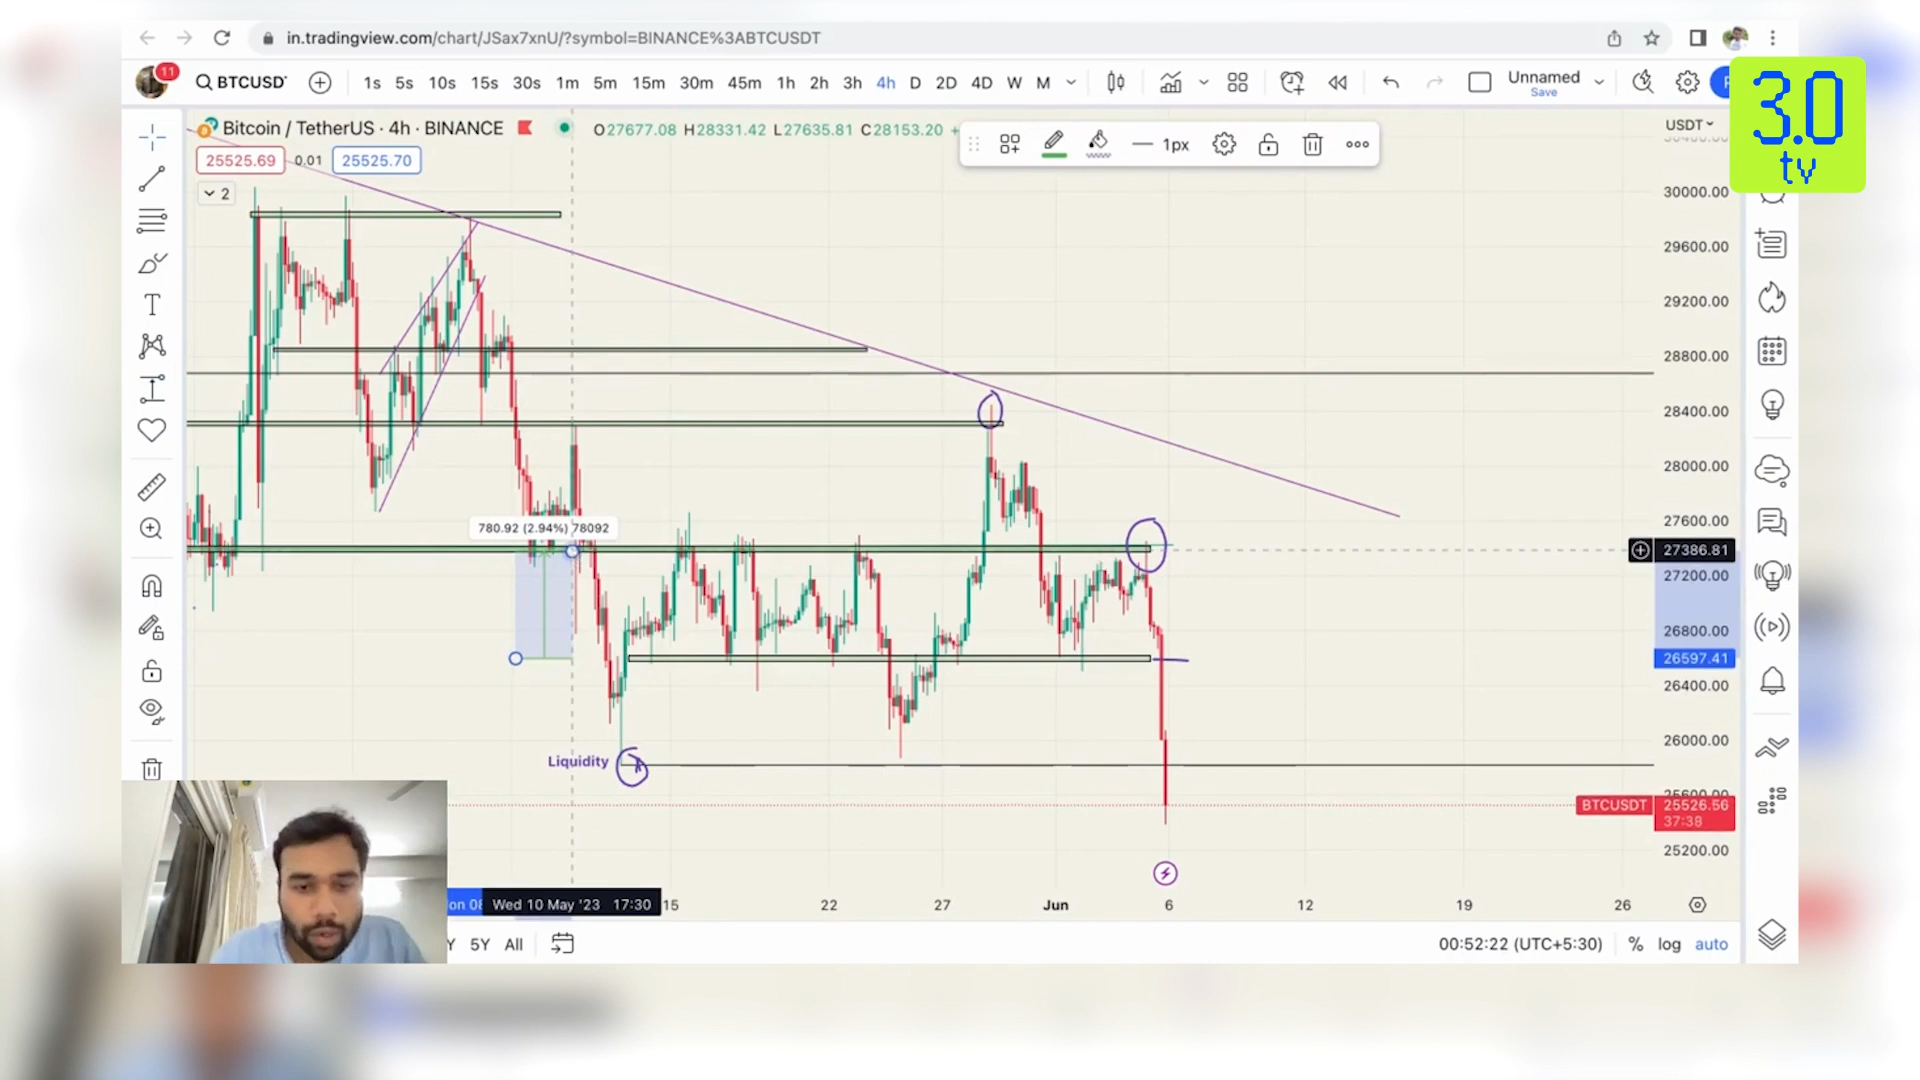 in.tradingview.com/chart/JSax7xnU/?symbol=BINANCE%3ABTCUSDT
11
BTCUSD 1s 5s 10s 15s 30s 1m 5m 15m 30m 45m 1h 2h 3h 4h D 2D 4D W M Unnamed
Save
3.0
tv
Bitcoin / TetherUS · 4h · BINANCE O27677.08 H28331.42 L27635.81 C28153.20 +
1px
USDT
25525.69 0.01 25525.70
2
30000.00
29600.00
29200.00
28800.00
28400.00
28000.00
27600.00
780.92 (2.94%) 78092
27386.81
27200.00
26800.00
26597.41
26400.00
26000.00
Liquidity
25600.00
BTCUSDT 25526.56
37:38
25200.00
Wed 10 May '23 17:30 15 22 27 Jun 6 12 19 26
Y 5Y All 00:52:22 (UTC+5:30) % log auto